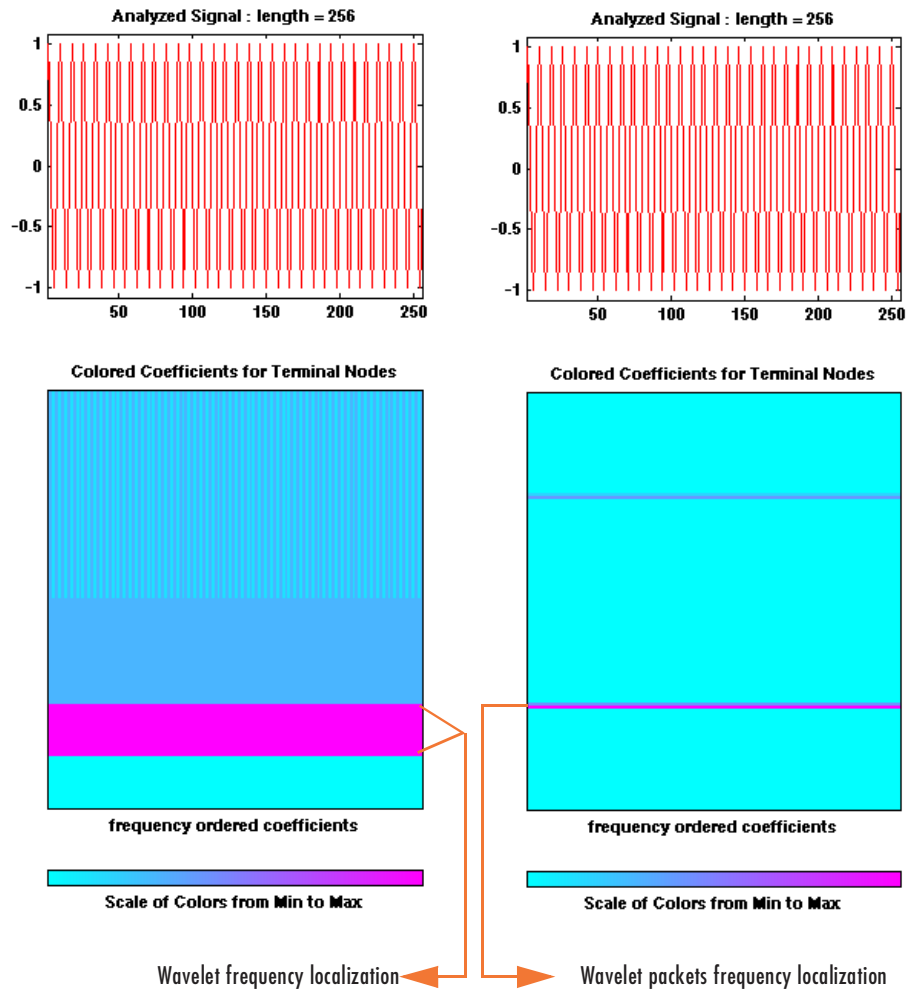 Analyzed Signal : length = 256
1
0.5
0
-0.5
-1
50
100
150
200
250
Analyzed Signal : length = 256
1
0.5
0
-0.5
-1
50
100
150
200
250
Colored Coefficients for Terminal Nodes
frequency ordered coefficients
Scale of Colors from Min to Max
Colored Coefficients for Terminal Nodes
frequency ordered coefficients
Scale of Colors from Min to Max
Wavelet frequency localization
Wavelet packets frequency localization